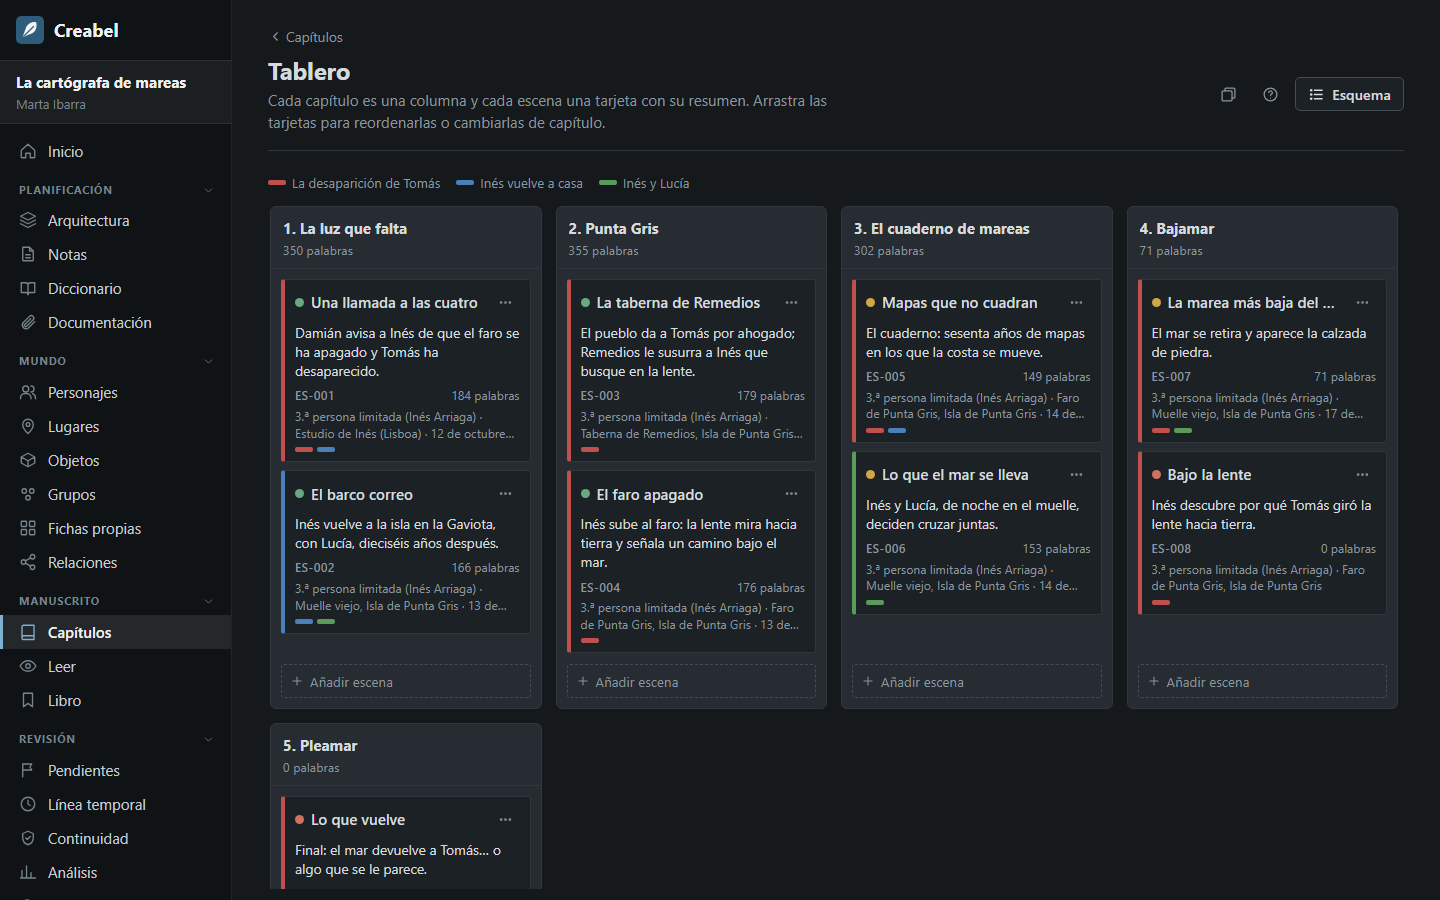 Creabel
La cartógrafa de mareas
Marta Ibarra
Inicio
PLANIFICACIÓN
Arquitectura
Notas
Diccionario
Documentación
MUNDO
Personajes
Lugares
Objetos
Grupos
Fichas propias
Relaciones
MANUSCRITO
Capítulos
Leer
Libro
REVISIÓN
Pendientes
Línea temporal
Continuidad
Análisis
Capítulos
Tablero
Cada capítulo es una columna y cada escena una tarjeta con su resumen. Arrastra las
tarjetas para reordenarlas o cambiarlas de capítulo.
Esquema
La desaparición de Tomás
Inés vuelve a casa
Inés y Lucía
1. La luz que falta
350 palabras
Una llamada a las cuatro
Damián avisa a Inés de que el faro se
ha apagado y Tomás ha
desaparecido.
ES-001 184 palabras
3.ª persona limitada (Inés Arriaga) ·
Estudio de Inés (Lisboa) · 12 de octubre...
El barco correo
Inés vuelve a la isla en la Gaviota,
con Lucía, dieciséis años después.
ES-002 166 palabras
3.ª persona limitada (Inés Arriaga) ·
Muelle viejo, Isla de Punta Gris · 13 de...
Añadir escena
2. Punta Gris
355 palabras
La taberna de Remedios
El pueblo da a Tomás por ahogado;
Remedios le susurra a Inés que
busque en la lente.
ES-003 179 palabras
3.ª persona limitada (Inés Arriaga) ·
Taberna de Remedios, Isla de Punta Gris...
El faro apagado
Inés sube al faro: la lente mira hacia
tierra y señala un camino bajo el
mar.
ES-004 176 palabras
3.ª persona limitada (Inés Arriaga) · Faro
de Punta Gris, Isla de Punta Gris · 13 de...
Añadir escena
3. El cuaderno de mareas
302 palabras
Mapas que no cuadran
El cuaderno: sesenta años de mapas
en los que la costa se mueve.
ES-005 149 palabras
3.ª persona limitada (Inés Arriaga) · Faro
de Punta Gris, Isla de Punta Gris · 14 de...
Lo que el mar se lleva
Inés y Lucía, de noche en el muelle,
deciden cruzar juntas.
ES-006 153 palabras
3.ª persona limitada (Inés Arriaga) ·
Muelle viejo, Isla de Punta Gris · 14 de...
Añadir escena
4. Bajamar
71 palabras
La marea más baja del ...
El mar se retira y aparece la calzada
de piedra.
ES-007 71 palabras
3.ª persona limitada (Inés Arriaga) ·
Muelle viejo, Isla de Punta Gris · 17 de...
Bajo la lente
Inés descubre por qué Tomás giró la
lente hacia tierra.
ES-008 0 palabras
3.ª persona limitada (Inés Arriaga) · Faro
de Punta Gris, Isla de Punta Gris
Añadir escena
5. Pleamar
0 palabras
Lo que vuelve
Final: el mar devuelve a Tomás... o
algo que se le parece.